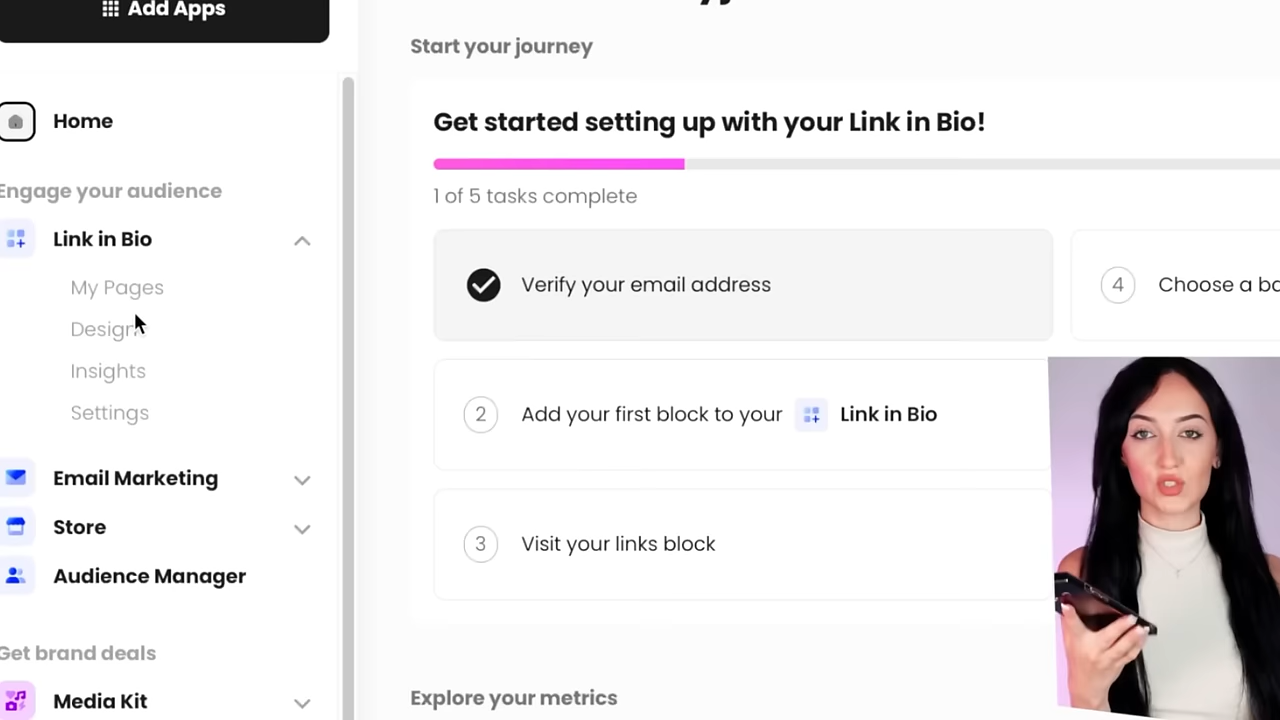 Add Apps
Home
Engage your audience
Link in Bio
My Pages
Design
Insights
Settings
Email Marketing
Store
Audience Manager
Get brand deals
Media Kit
Start your journey
Get started setting up with your Link in Bio!
1 of 5 tasks complete
Verify your email address
2 Add your first block to your Link in Bio
3 Visit your links block
4 Choose a ba
Explore your metrics